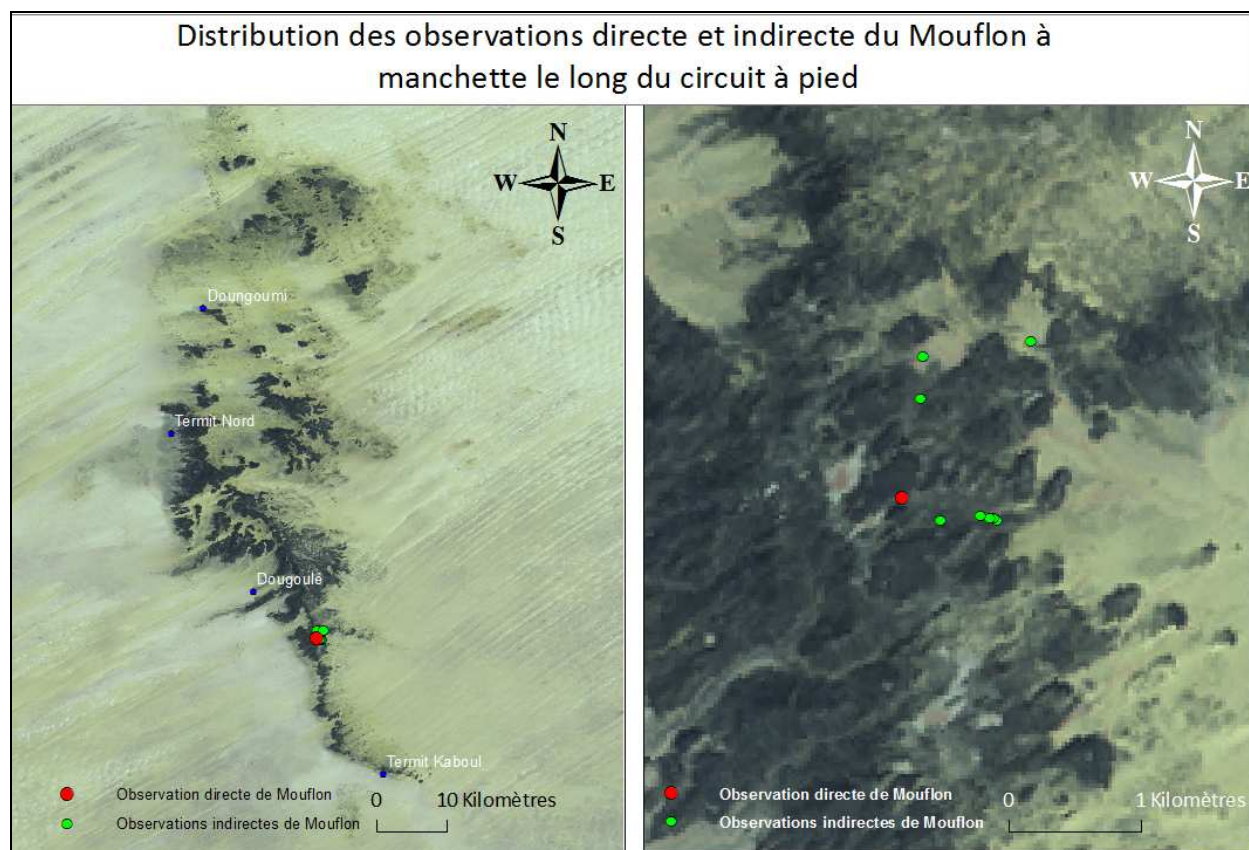 Distribution des observations directe et indirecte du Mouflon à
manchette le long du circuit à pied
N
W E
S
Doungoumi
Termit Nord
Dougoulé
Termit Kaboul
Observation directe de Mouflon
Observations indirectes de Mouflon
0 10 Kilomètres
N
W E
S
Observation directe de Mouflon
Observations indirectes de Mouflon
0 1 Kilomètres